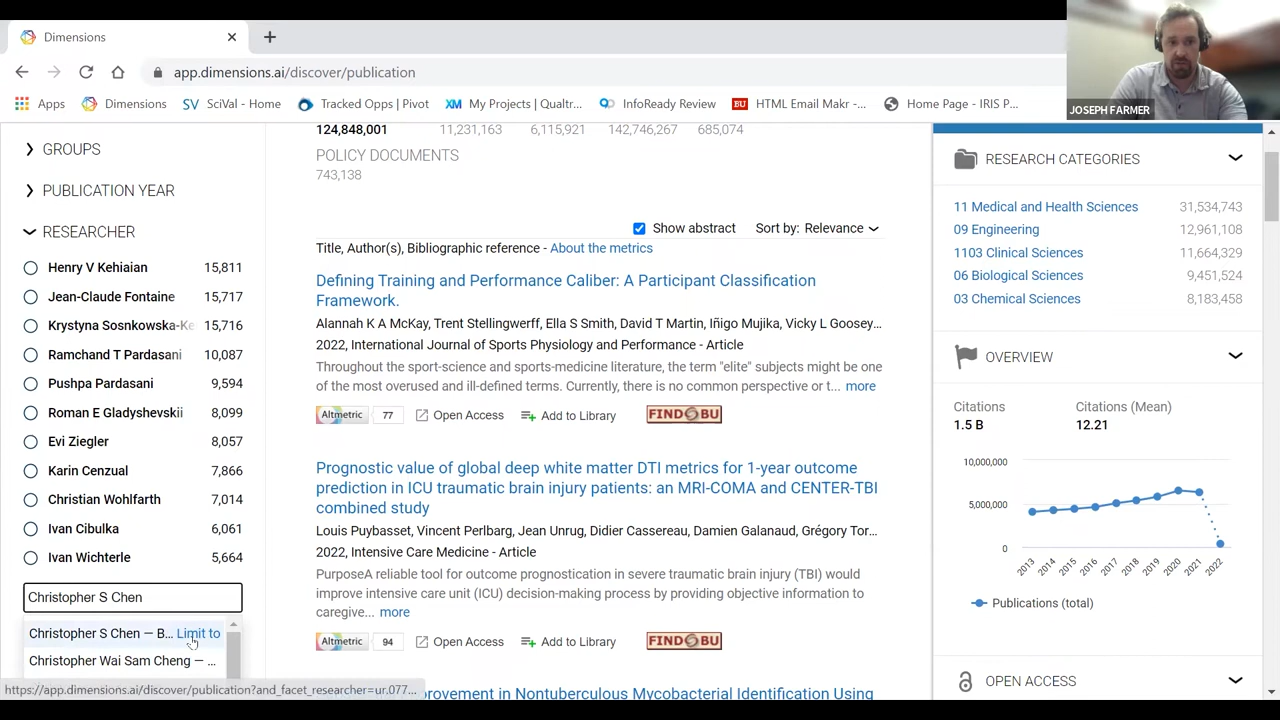 Dimensions
app.dimensions.ai/discover/publication
Apps Dimensions SciVal - Home Tracked Opps | Pivot My Projects | Qualtr... InfoReady Review HTML Email Makr -... Home Page - IRIS P...
JOSEPH FARMER
GROUPS
PUBLICATION YEAR
RESEARCHER
Henry V Kehiaian 15,811
Jean-Claude Fontaine 15,717
Krystyna Sosnkowska-Ke 15,716
Ramchand T Pardasani 10,087
Pushpa Pardasani 9,594
Roman E Gladyshevskii 8,099
Evi Ziegler 8,057
Karin Cenzual 7,866
Christian Wohlfarth 7,014
Ivan Cibulka 6,061
Ivan Wichterle 5,664
Christopher S Chen
Christopher S Chen — B... Limit to
Christopher Wai Sam Cheng — ...
https://app.dimensions.ai/discover/publication?and_facet_researcher=ur.077...
124,848,001 11,231,163 6,115,921 142,746,267 685,074
POLICY DOCUMENTS
743,138
Show abstract Sort by: Relevance
Title, Author(s), Bibliographic reference - About the metrics
Defining Training and Performance Caliber: A Participant Classification
Framework.
Alannah K A McKay, Trent Stellingwerff, Ella S Smith, David T Martin, Iñigo Mujika, Vicky L Goosey...
2022, International Journal of Sports Physiology and Performance - Article
Throughout the sport-science and sports-medicine literature, the term "elite" subjects might be one
of the most overused and ill-defined terms. Currently, there is no common perspective or t... more
Altmetric 77 Open Access Add to Library FIND@BU
Prognostic value of global deep white matter DTI metrics for 1-year outcome
prediction in ICU traumatic brain injury patients: an MRI-COMA and CENTER-TBI
combined study
Louis Puybasset, Vincent Perlbarg, Jean Unrug, Didier Cassereau, Damien Galanaud, Grégory Tor...
2022, Intensive Care Medicine - Article
PurposeA reliable tool for outcome prognostication in severe traumatic brain injury (TBI) would
improve intensive care unit (ICU) decision-making process by providing objective information to
caregive... more
Altmetric 94 Open Access Add to Library FIND@BU
mprovement in Nontuberculous Mycobacterial Identification Using
RESEARCH CATEGORIES
11 Medical and Health Sciences 31,534,743
09 Engineering 12,961,108
1103 Clinical Sciences 11,664,329
06 Biological Sciences 9,451,524
03 Chemical Sciences 8,183,458
OVERVIEW
Citations Citations (Mean)
1.5 B 12.21
10,000,000
5,000,000
0
2013 2014 2015 2016 2017 2018 2019 2020 2021 2022
Publications (total)
OPEN ACCESS